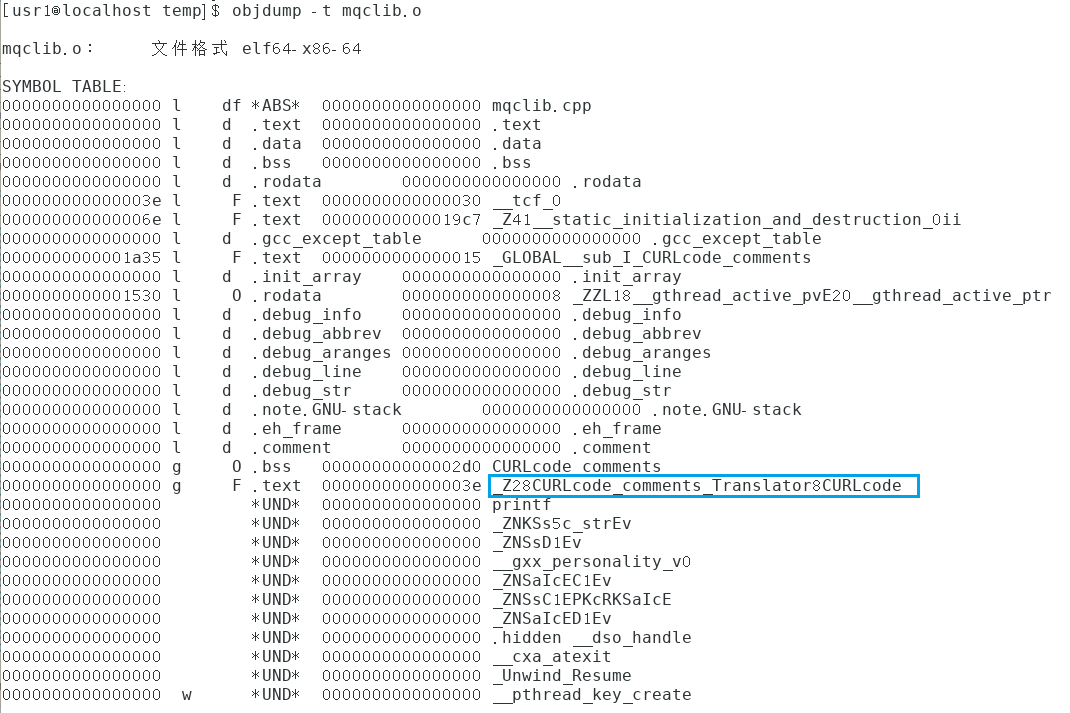 [usr1@localhost temp]$ objdump -t mqclib.o
mqclib.o：     文件格式 elf64-x86-64
SYMBOL TABLE:
0000000000000000 l    df *ABS*  0000000000000000 mqclib.cpp
0000000000000000 l    d  .text  0000000000000000 .text
0000000000000000 l    d  .data  0000000000000000 .data
0000000000000000 l    d  .bss   0000000000000000 .bss
0000000000000000 l    d  .rodata        0000000000000000 .rodata
000000000000003e l     F .text  0000000000000030 __tcf_0
000000000000006e l     F .text  00000000000019c7 _Z41__static_initialization_and_destruction_0ii
0000000000000000 l    d  .gcc_except_table      0000000000000000 .gcc_except_table
0000000000001a35 l     F .text  0000000000000015 _GLOBAL__sub_I_CURLcode_comments
0000000000000000 l    d  .init_array    0000000000000000 .init_array
0000000000001530 l     O .rodata        0000000000000008 _ZZL18__gthread_active_pvE20__gthread_active_ptr
0000000000000000 l    d  .debug_info    0000000000000000 .debug_info
0000000000000000 l    d  .debug_abbrev  0000000000000000 .debug_abbrev
0000000000000000 l    d  .debug_aranges 0000000000000000 .debug_aranges
0000000000000000 l    d  .debug_line    0000000000000000 .debug_line
0000000000000000 l    d  .debug_str     0000000000000000 .debug_str
0000000000000000 l    d  .note.GNU-stack        0000000000000000 .note.GNU-stack
0000000000000000 l    d  .eh_frame      0000000000000000 .eh_frame
0000000000000000 l    d  .comment       0000000000000000 .comment
0000000000000000 g     O .bss   00000000000002d0 CURLcode_comments
0000000000000000 g     F .text  000000000000003e _Z28CURLcode_comments_Translator8CURLcode
0000000000000000         *UND*  0000000000000000 printf
0000000000000000         *UND*  0000000000000000 _ZNKSs5c_strEv
0000000000000000         *UND*  0000000000000000 _ZNSsD1Ev
0000000000000000         *UND*  0000000000000000 __gxx_personality_v0
0000000000000000         *UND*  0000000000000000 _ZNSaIcEC1Ev
0000000000000000         *UND*  0000000000000000 _ZNSsC1EPKcRKSaIcE
0000000000000000         *UND*  0000000000000000 _ZNSaIcED1Ev
0000000000000000         *UND*  0000000000000000 .hidden __dso_handle
0000000000000000         *UND*  0000000000000000 __cxa_atexit
0000000000000000         *UND*  0000000000000000 _Unwind_Resume
0000000000000000  w      *UND*  0000000000000000 __pthread_key_create